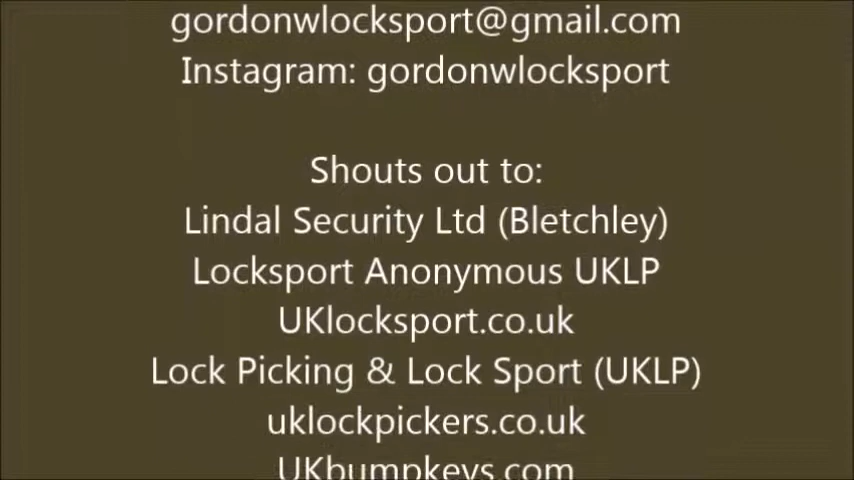 gordonwlocksport@gmail.com
Instagram: gordonwlocksport
Shouts out to:
Lindal Security Ltd (Bletchley)
Locksport Anonymous UKLP
UKlocksport.co.uk
Lock Picking & Lock Sport (UKLP)
uklockpickers.co.uk
UKbumpkeys.com